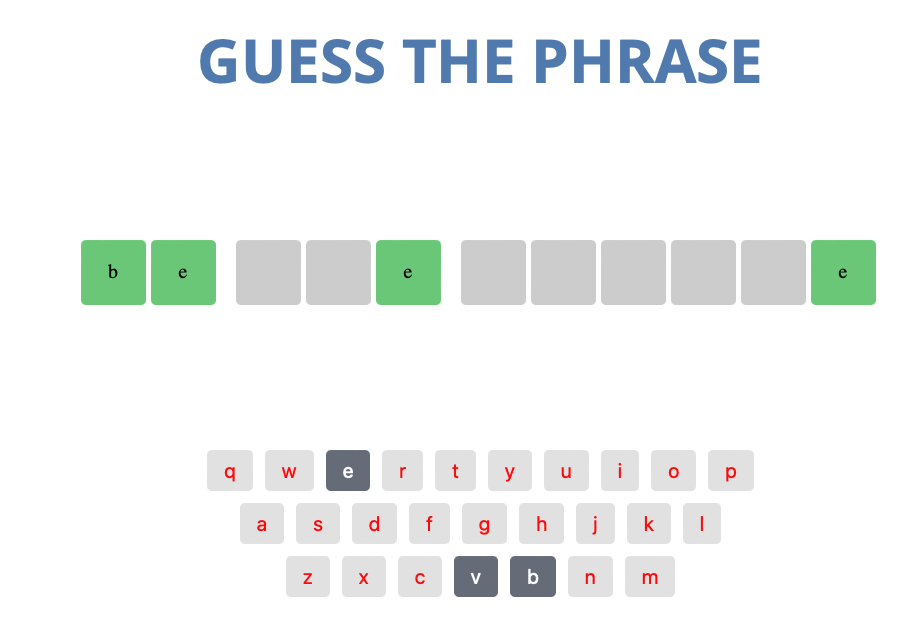 GUESS THE PHRASE
b e e e
q w e r t y u i o p
a s d f g h j k l
z x c v b n m